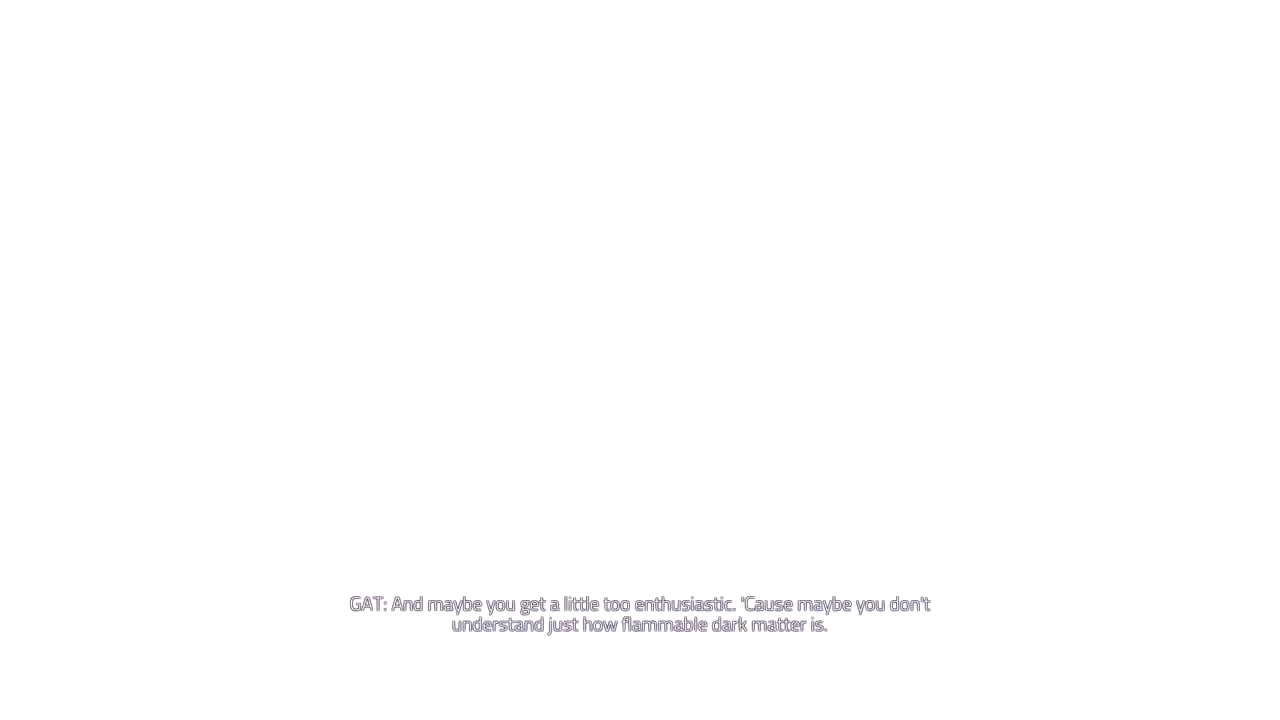 GAT: And maybe you get a little too enthusiastic. 'Cause maybe you don't
understand just how flammable dark matter is.